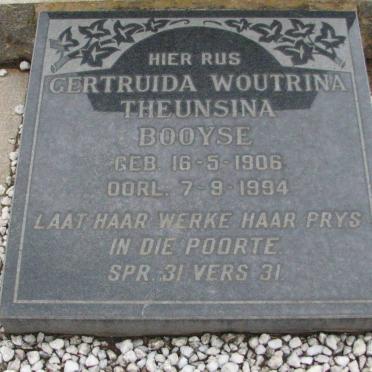 HIER RUS
GERTRUIDA WOUTRINA
THEUNSINA
BOOYSE
GEB. 16-5-1906
OORL. 7-9-1994
LAAT HAAR WERKE HAAR PRYS
IN DIE POORTE.
SPR. 31 VERS 31